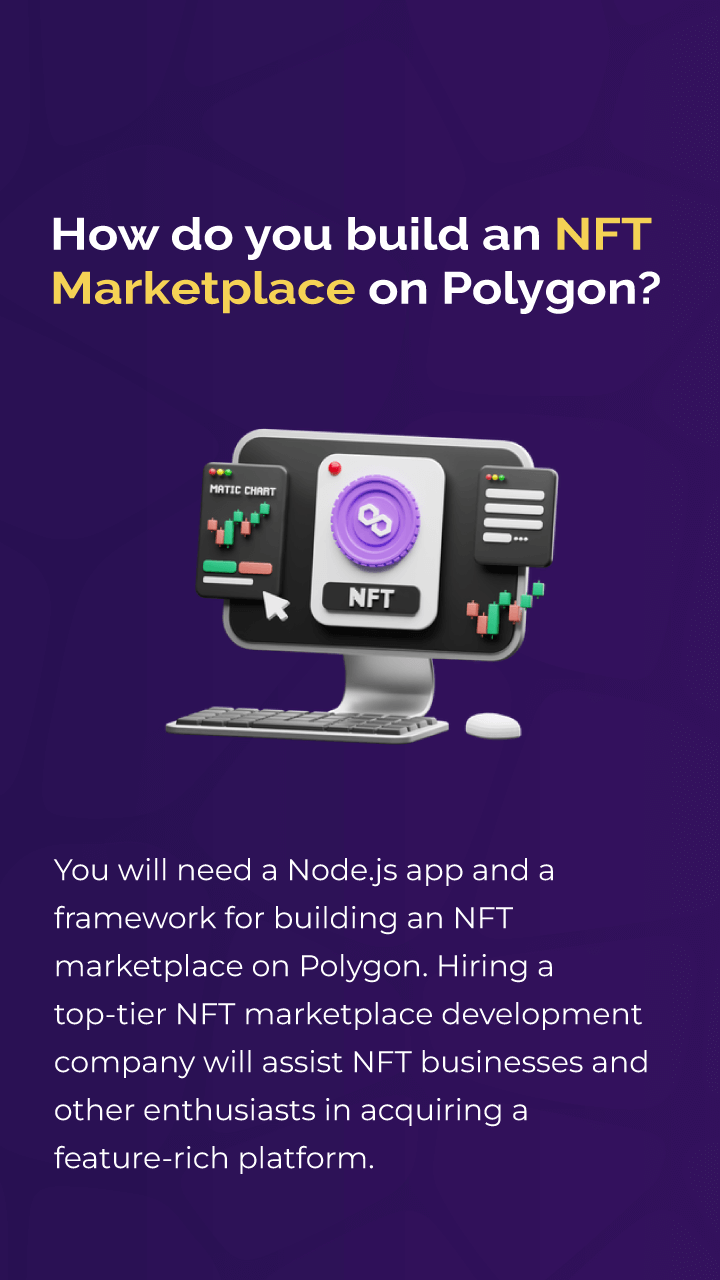 How do you build an NFT
Marketplace on Polygon?
MATIC CHART
NFT
You will need a Node.js app and a
framework for building an NFT
marketplace on Polygon. Hiring a
top-tier NFT marketplace development
company will assist NFT businesses and
other enthusiasts in acquiring a
feature-rich platform.